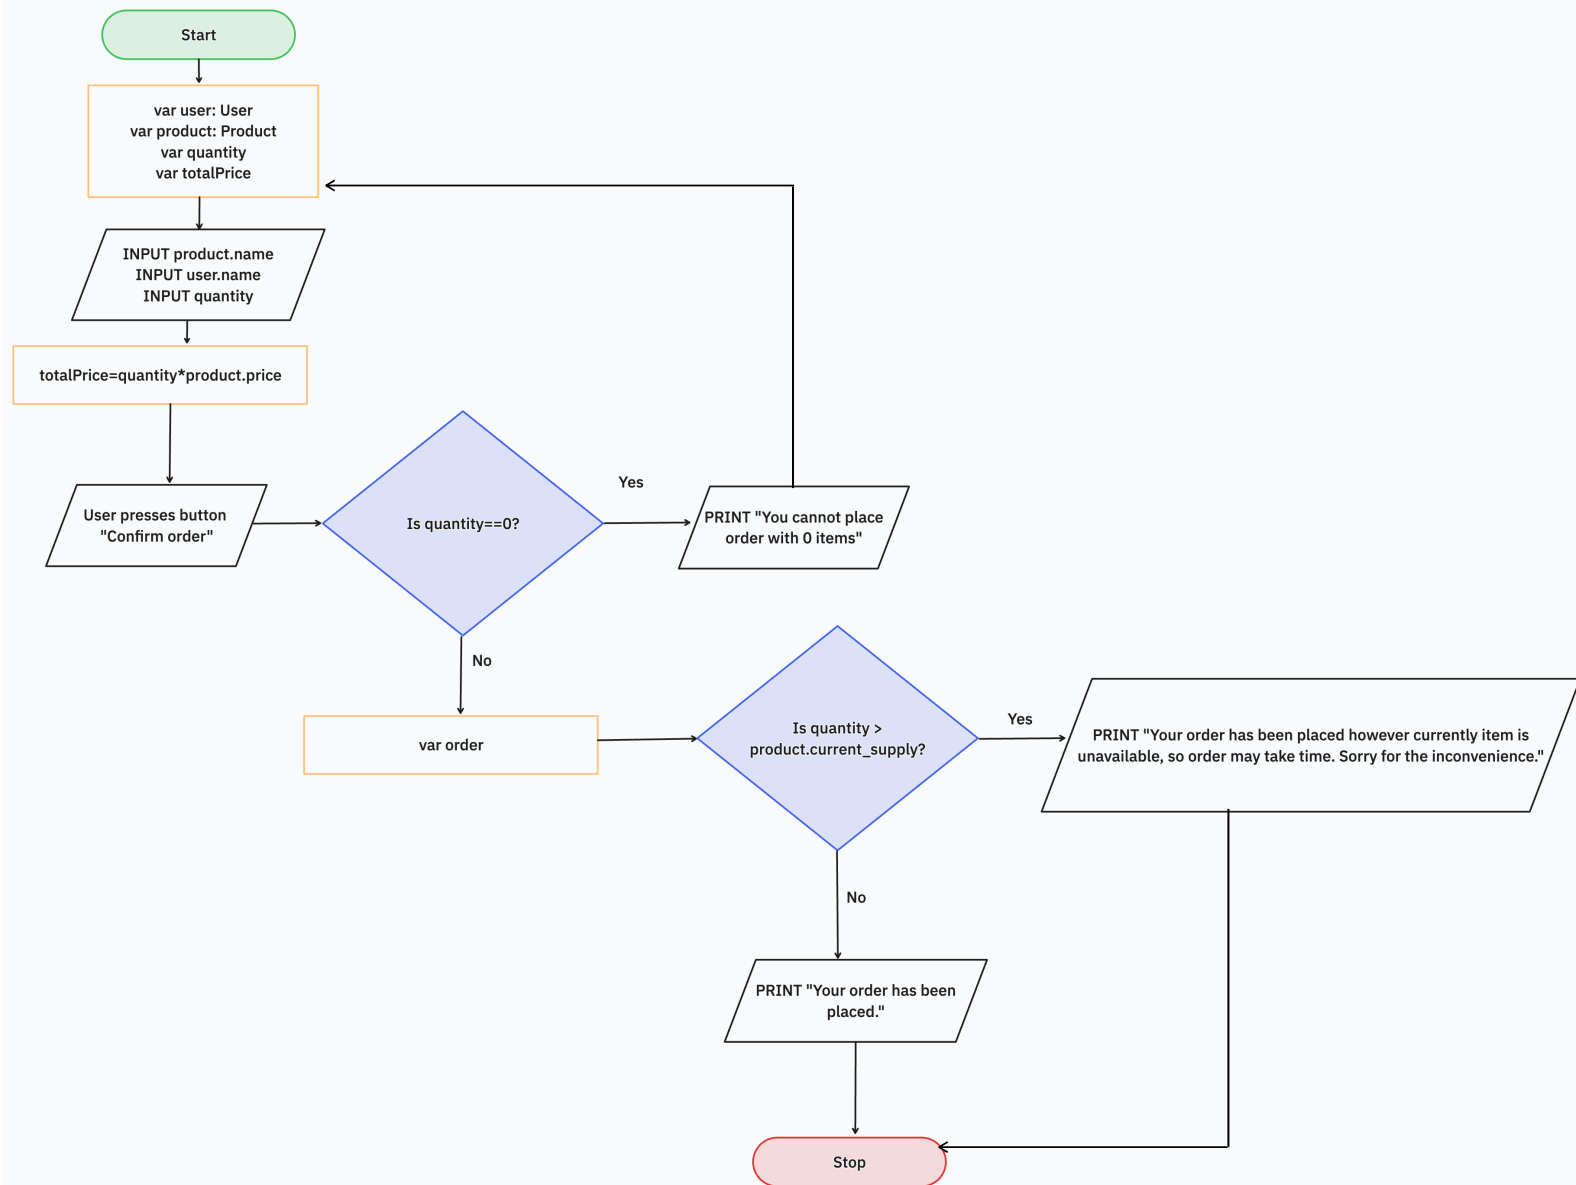 Start
var user: User
var product: Product
var quantity
var totalPrice
INPUT product.name
INPUT user.name
INPUT quantity
totalPrice=quantity*product.price
User presses button
"Confirm order"
Is quantity==0?
Yes
PRINT "You cannot place
order with 0 items"
No
var order
Is quantity >
product.current_supply?
Yes
PRINT "Your order has been placed however currently item is
unavailable, so order may take time. Sorry for the inconvenience."
No
PRINT "Your order has been
placed."
Stop